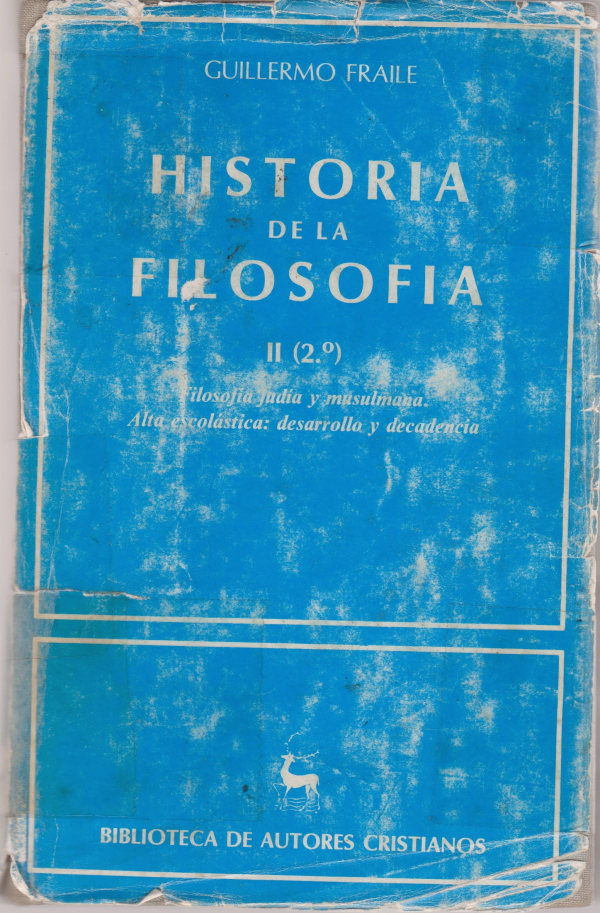 GUILLERMO FRAILE
HISTORIA
DE LA
FILOSOFIA
II (2.º)
Filosofía judía y musulmana.
Alta escolástica: desarrollo y decadencia
BIBLIOTECA DE AUTORES CRISTIANOS